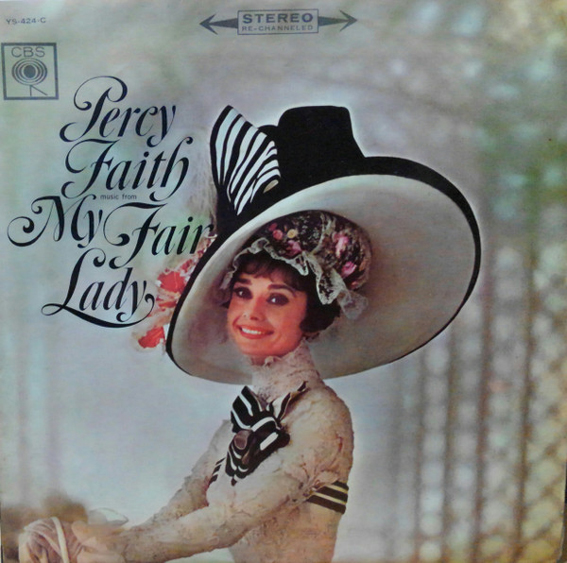 YS-424-C
STEREO
RE-CHANNELED
CBS
Percy
Faith
music from
My Fair
Lady